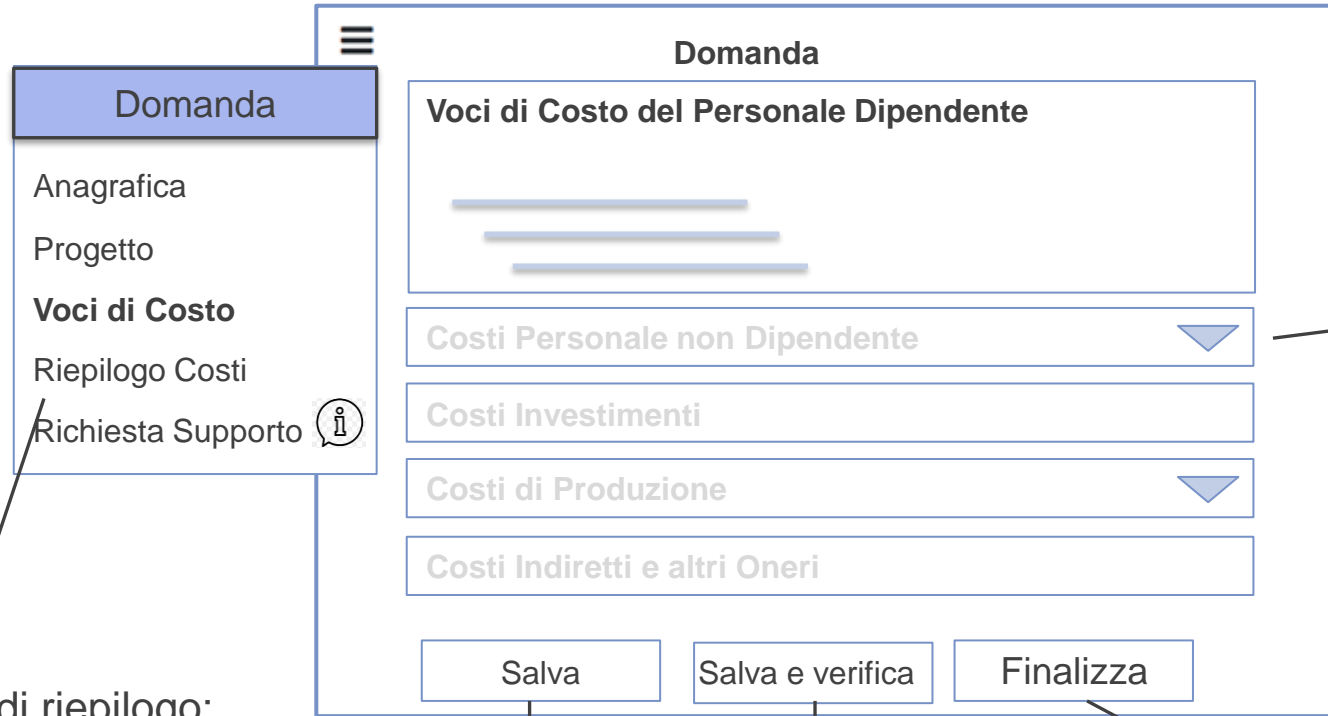 Domanda
Domanda
Anagrafica
Progetto
Voci di Costo
Riepilogo Costi
Richiesta Supporto
Voci di Costo del Personale Dipendente
Costi Personale non Dipendente
Costi Investimenti
Costi di Produzione
Costi Indiretti e altri Oneri
Salva
Salva e verifica
Finalizza
di riepilogo: